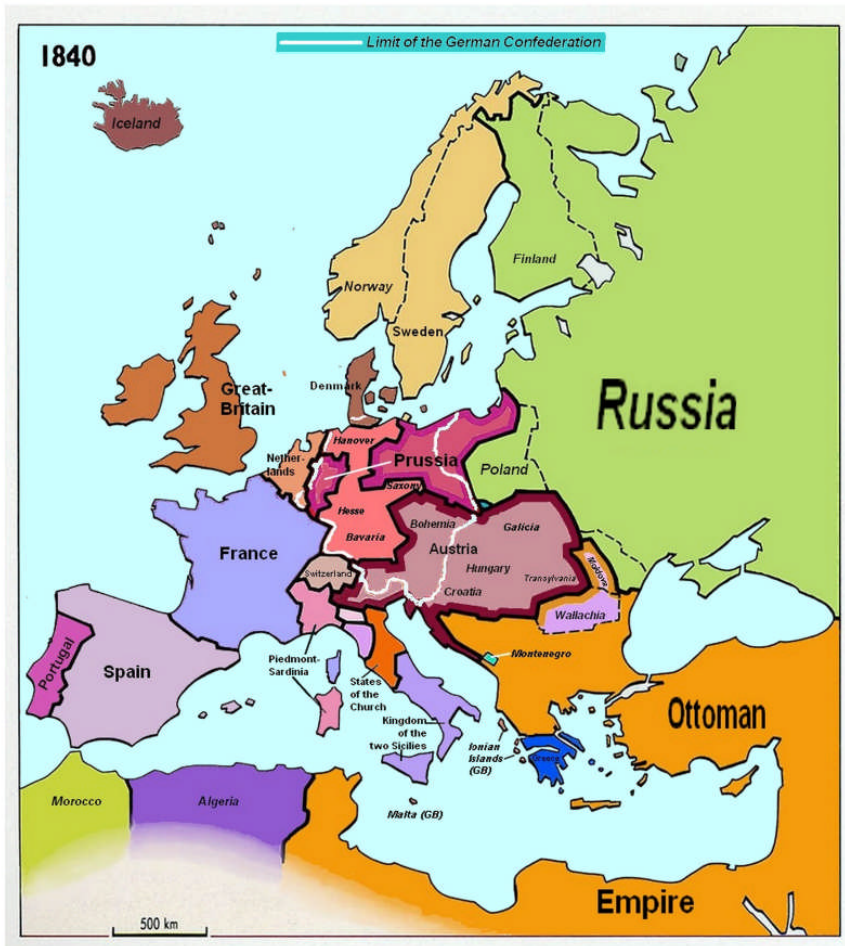 Limit of the German Confederation
1840
Iceland
Finland
Norway
Sweden
Russia
Denmark
Great-
Britain
Hanover
Nether-
lands
Prussia
Poland
Saxony
Hesse
Bohemia
Galicia
Bavaria
Austria
France
Hungary
Switzerland
Transylvania
Moldova
Croatia
Wallachia
Portugal
Spain
Piedmont-
Sardinia
Montenegro
States
of the
Church
Ottoman
Kingdom
of the
two Sicilies
Ionian
Islands
(GB)
Greece
Morocco
Algeria
Malta (GB)
Empire
500 km